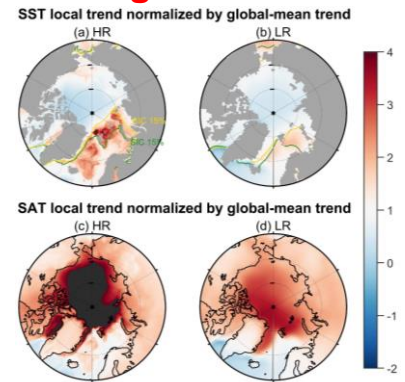 SST local trend normalized by global-mean trend
(a) HR
(b) LR
SIC 15%
SIC 15%
SAT local trend normalized by global-mean trend
(c) HR
(d) LR
4
3
2
1
0
-1
-2